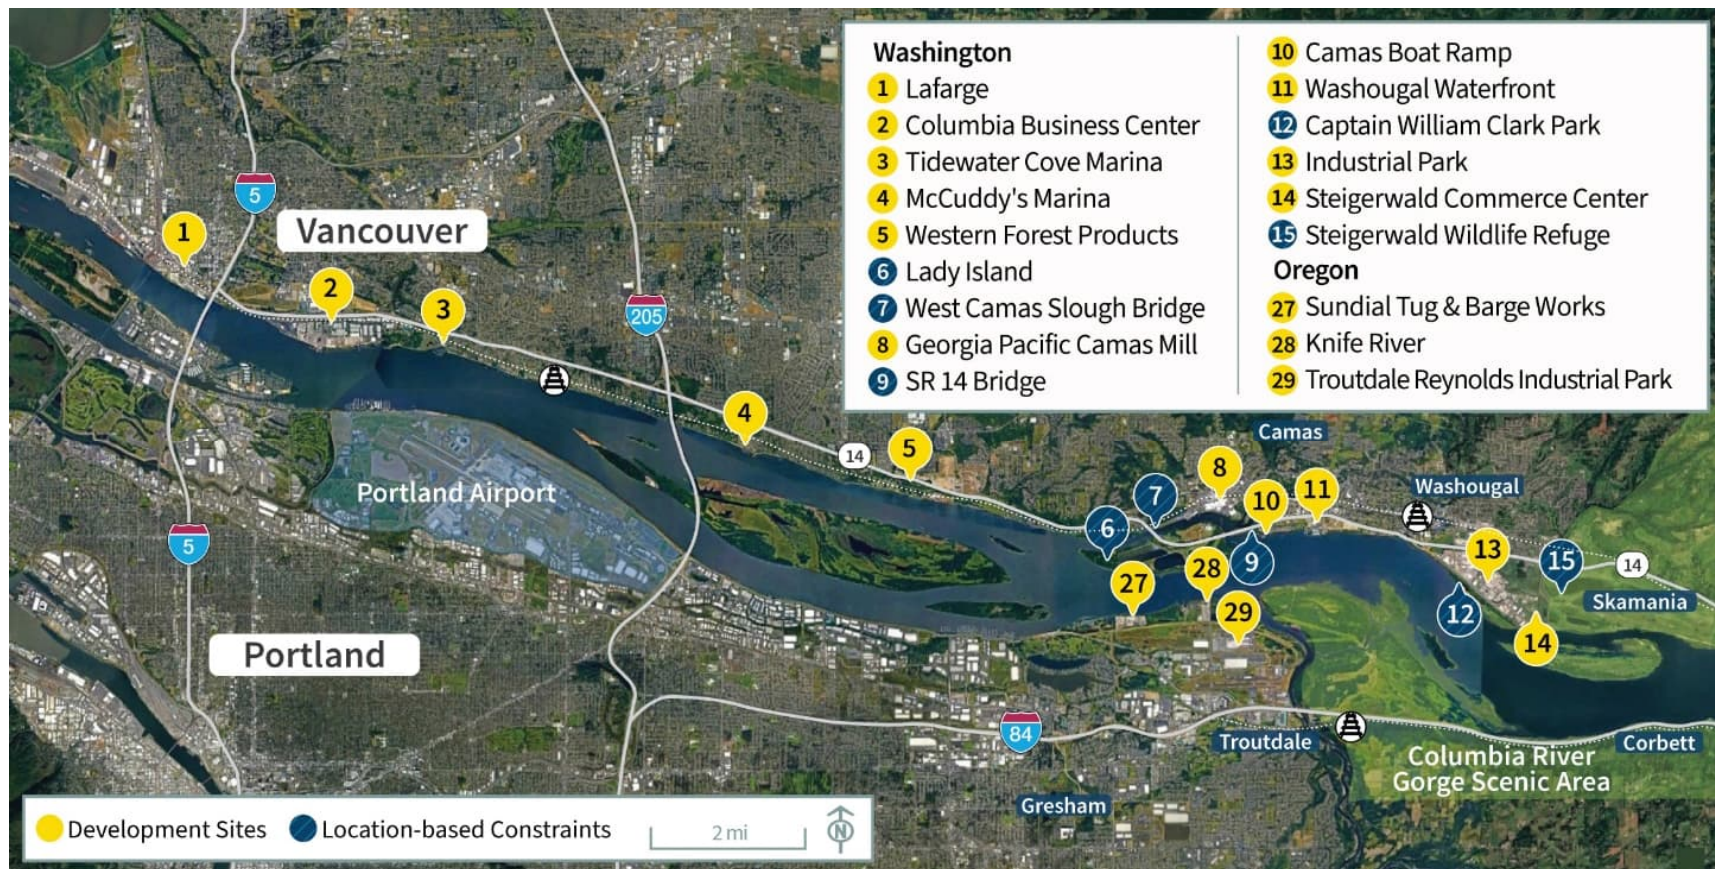 Washington
1 Lafarge
2 Columbia Business Center
3 Tidewater Cove Marina
4 McCuddy's Marina
5 Western Forest Products
6 Lady Island
7 West Camas Slough Bridge
8 Georgia Pacific Camas Mill
9 SR 14 Bridge
10 Camas Boat Ramp
11 Washougal Waterfront
12 Captain William Clark Park
13 Industrial Park
14 Steigerwald Commerce Center
15 Steigerwald Wildlife Refuge
Oregon
27 Sundial Tug & Barge Works
28 Knife River
29 Troutdale Reynolds Industrial Park
5
1
Vancouver
2
3
205
4
14
5
Camas
8
7
10
11
Washougal
6
9
13
15
14
Portland Airport
5
27
28
29
12
Skamania
14
Portland
84
Troutdale
Corbett
Columbia River
Gorge Scenic Area
Gresham
Development Sites
Location-based Constraints
2 mi
N